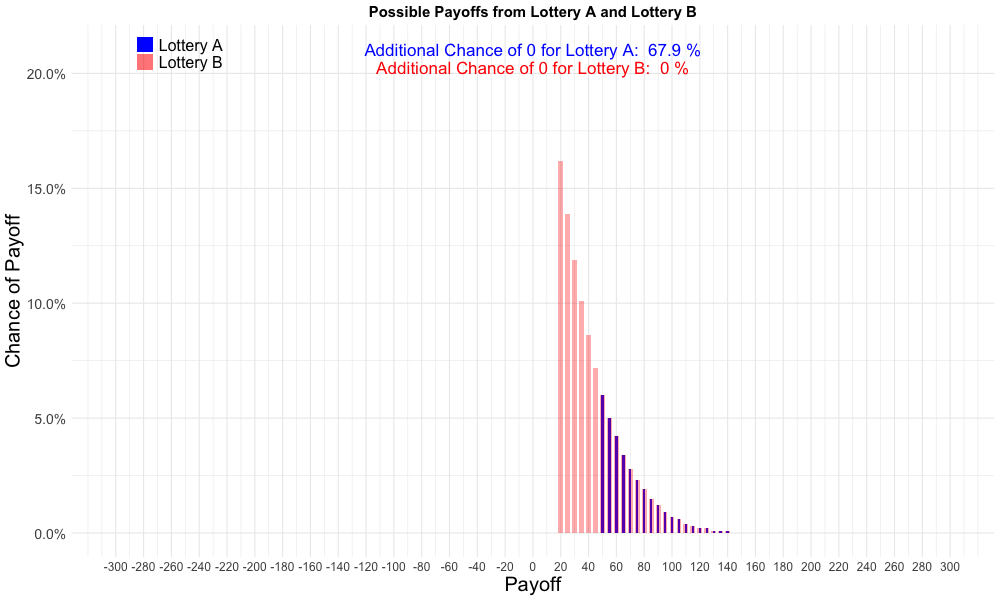 Possible Payoffs from Lottery A and Lottery B
Lottery A
Lottery B
Additional Chance of 0 for Lottery A:  67.9 %
Additional Chance of 0 for Lottery B:  0 %
Chance of Payoff
20.0%
15.0%
10.0%
5.0%
0.0%
-300 -280 -260 -240 -220 -200 -180 -160 -140 -120 -100 -80 -60 -40 -20 0 20 40 60 80 100 120 140 160 180 200 220 240 260 280 300
Payoff